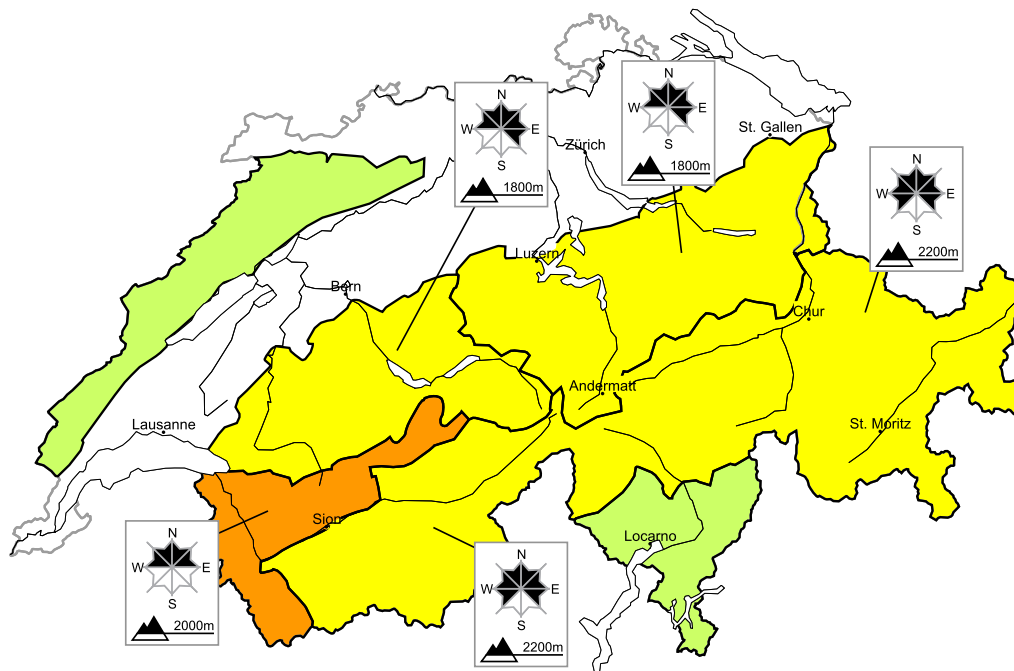 N
W E
S
1800m
N
W E
S
1800m
St. Gallen
Zürich
N
W E
S
2200m
Luzern
Bern
Chur
Andermatt
Lausanne
St. Moritz
Sion
Locarno
N
W E
S
2000m
N
W E
S
2200m